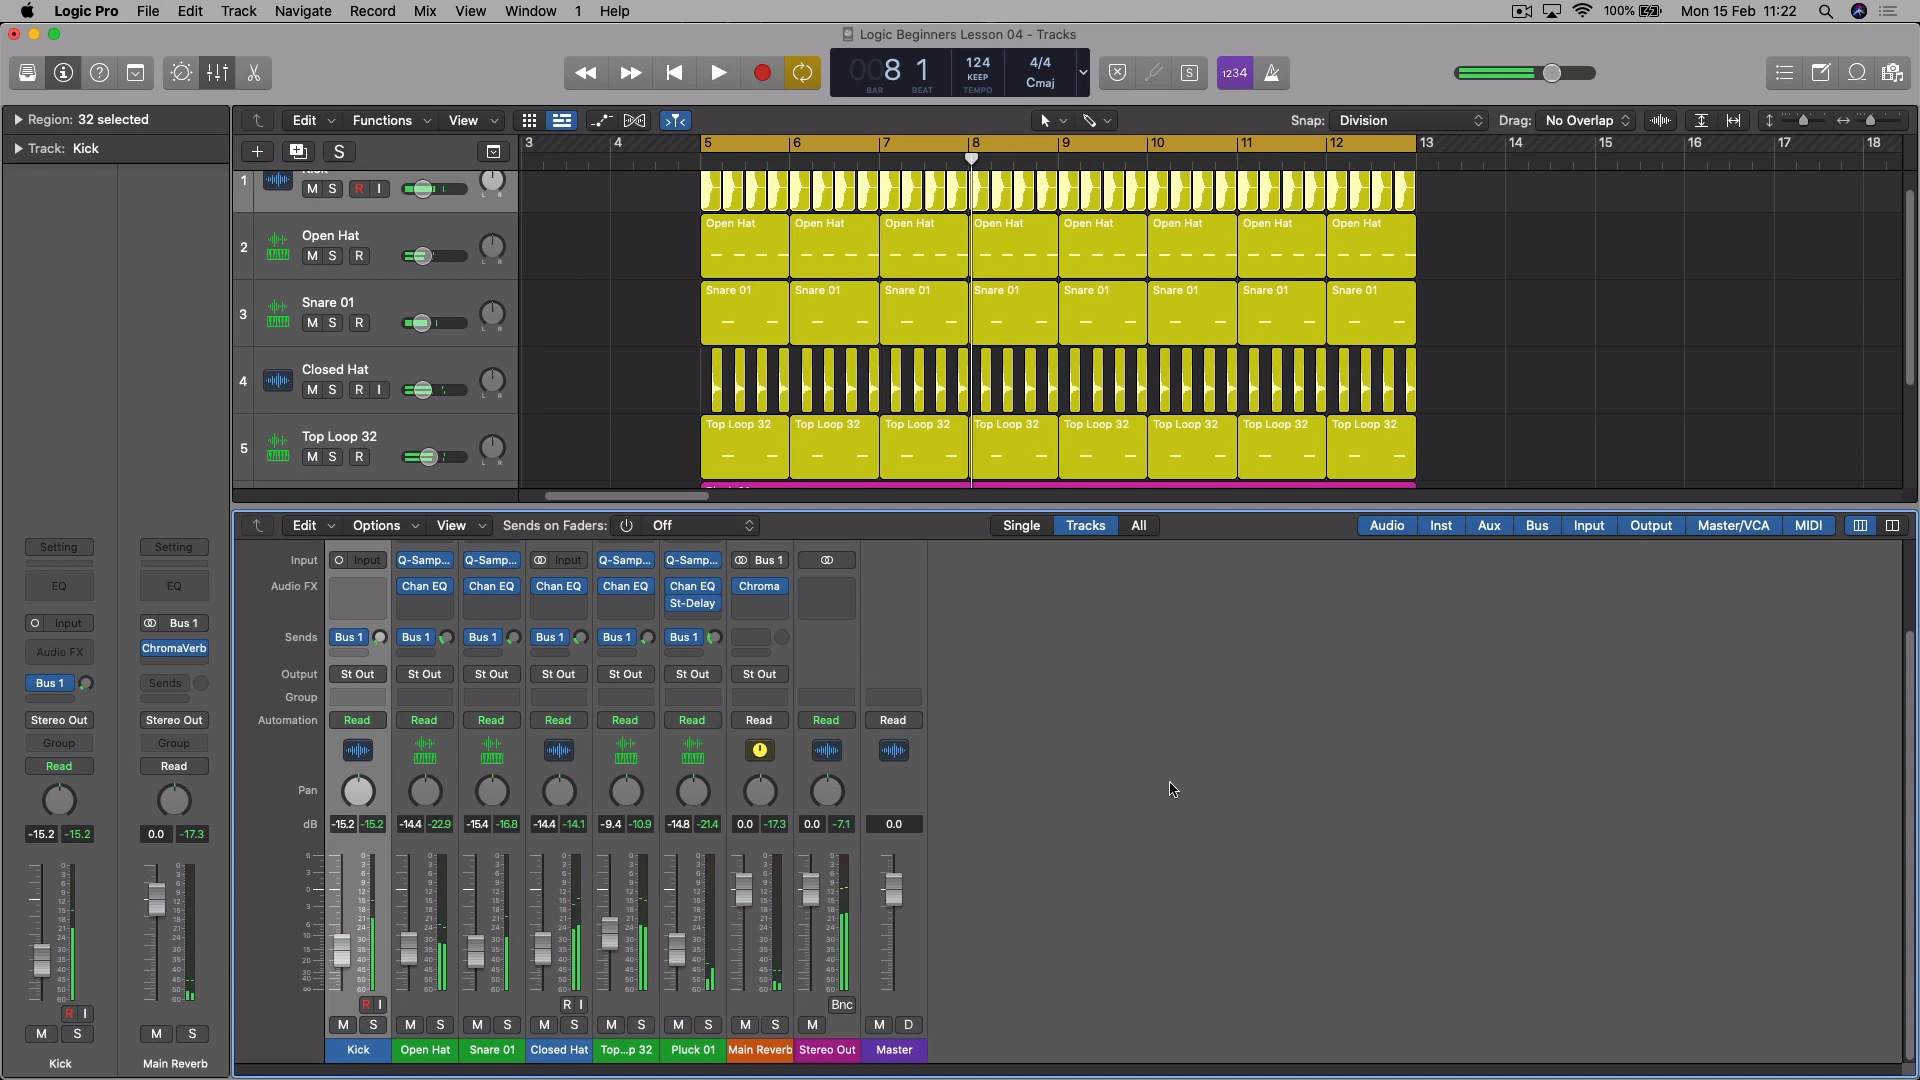 Logic Pro File Edit Track Navigate Record Mix View Window 1 Help 100% Mon 15 Feb 11:22
Logic Beginners Lesson 04 - Tracks
008 1 124 4/4
KEEP Cmaj
BAR BEAT TEMPO
S 1234
Region: 32 selected
Edit Functions View Snap: Division Drag: No Overlap
Track: Kick
S 3 4 5 6 7 8 9 10 11 12 13 14 15 16 17 18
1 M S R I
2 Open Hat M S R
Open Hat Open Hat Open Hat Open Hat Open Hat Open Hat Open Hat Open Hat
3 Snare 01 M S R
Snare 01 Snare 01 Snare 01 Snare 01 Snare 01 Snare 01 Snare 01 Snare 01
4 Closed Hat M S R I
5 Top Loop 32 M S R
Top Loop 32 Top Loop 32 Top Loop 32 Top Loop 32 Top Loop 32 Top Loop 32 Top Loop 32 Top Loop 32
Edit Options View Sends on Faders: Off Single Tracks All Audio Inst Aux Bus Input Output Master/VCA MIDI
Setting Setting
EQ EQ
Input Bus 1
Audio FX ChromaVerb
Bus 1 Sends
Stereo Out Stereo Out
Group Group
Read Read
-15.2 -15.2 0.0 -17.3
R I
M S M S
Kick Main Reverb
Input Input Q-Samp... Q-Samp... Input Q-Samp... Q-Samp... Bus 1
Audio FX Chan EQ Chan EQ Chan EQ Chan EQ Chan EQ Chroma
St-Delay
Sends Bus 1 Bus 1 Bus 1 Bus 1 Bus 1 Bus 1
Output St Out St Out St Out St Out St Out St Out St Out
Group
Automation Read Read Read Read Read Read Read Read Read
Pan
dB -15.2 -15.2 -14.4 -22.9 -15.4 -16.8 -14.4 -14.1 -9.4 -10.9 -14.8 -21.4 0.0 -17.3 0.0 -7.1 0.0
R I R I Bnc
M S M S M S M S M S M S M S M M D
Kick Open Hat Snare 01 Closed Hat Top...p 32 Pluck 01 Main Reverb Stereo Out Master